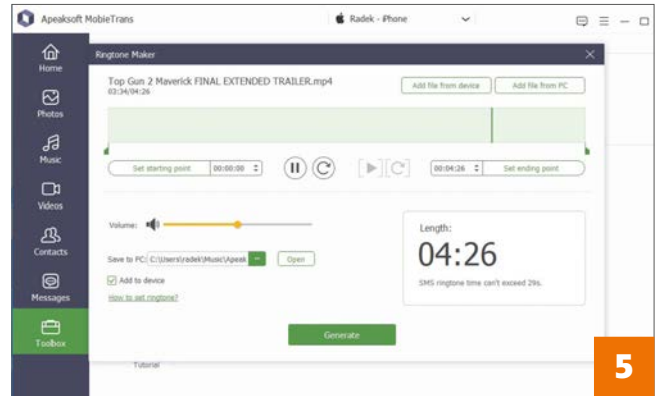 Apeaksoft MobieTrans
Radek - iPhone
Home
Photos
Music
Videos
Contacts
Messages
Toolbox
Ringtone Maker
Top Gun 2 Maverick FINAL EXTENDED TRAILER.mp4
03:34/04:26
Add file from device
Add file from PC
Set starting point
00:00:00
00:04:26
Set ending point
Volume:
Save to PC: C:\Users\radek\Music\Apeak
Open
Add to device
How to set ringtone?
Length:
04:26
SMS ringtone time can't exceed 29s.
Generate
Tutorial
5